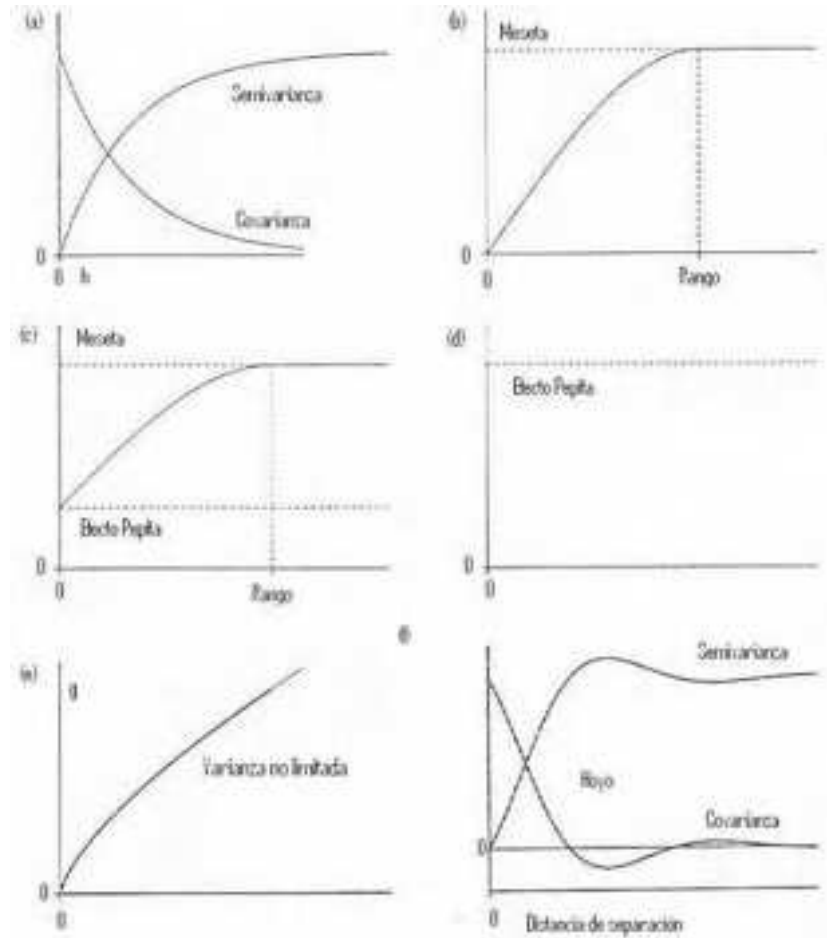 (a)
Semivarianza
Covarianza
0
0 h
(b)
Meseta
0
0
Rango
(c)
Meseta
Efecto Pepita
0
0
Rango
(d)
Efecto Pepita
0
0
(e)
g
Varianza no limitada
0
0
f)
Semivarianza
Hoyo
Covarianza
0
0
Distancia de separación